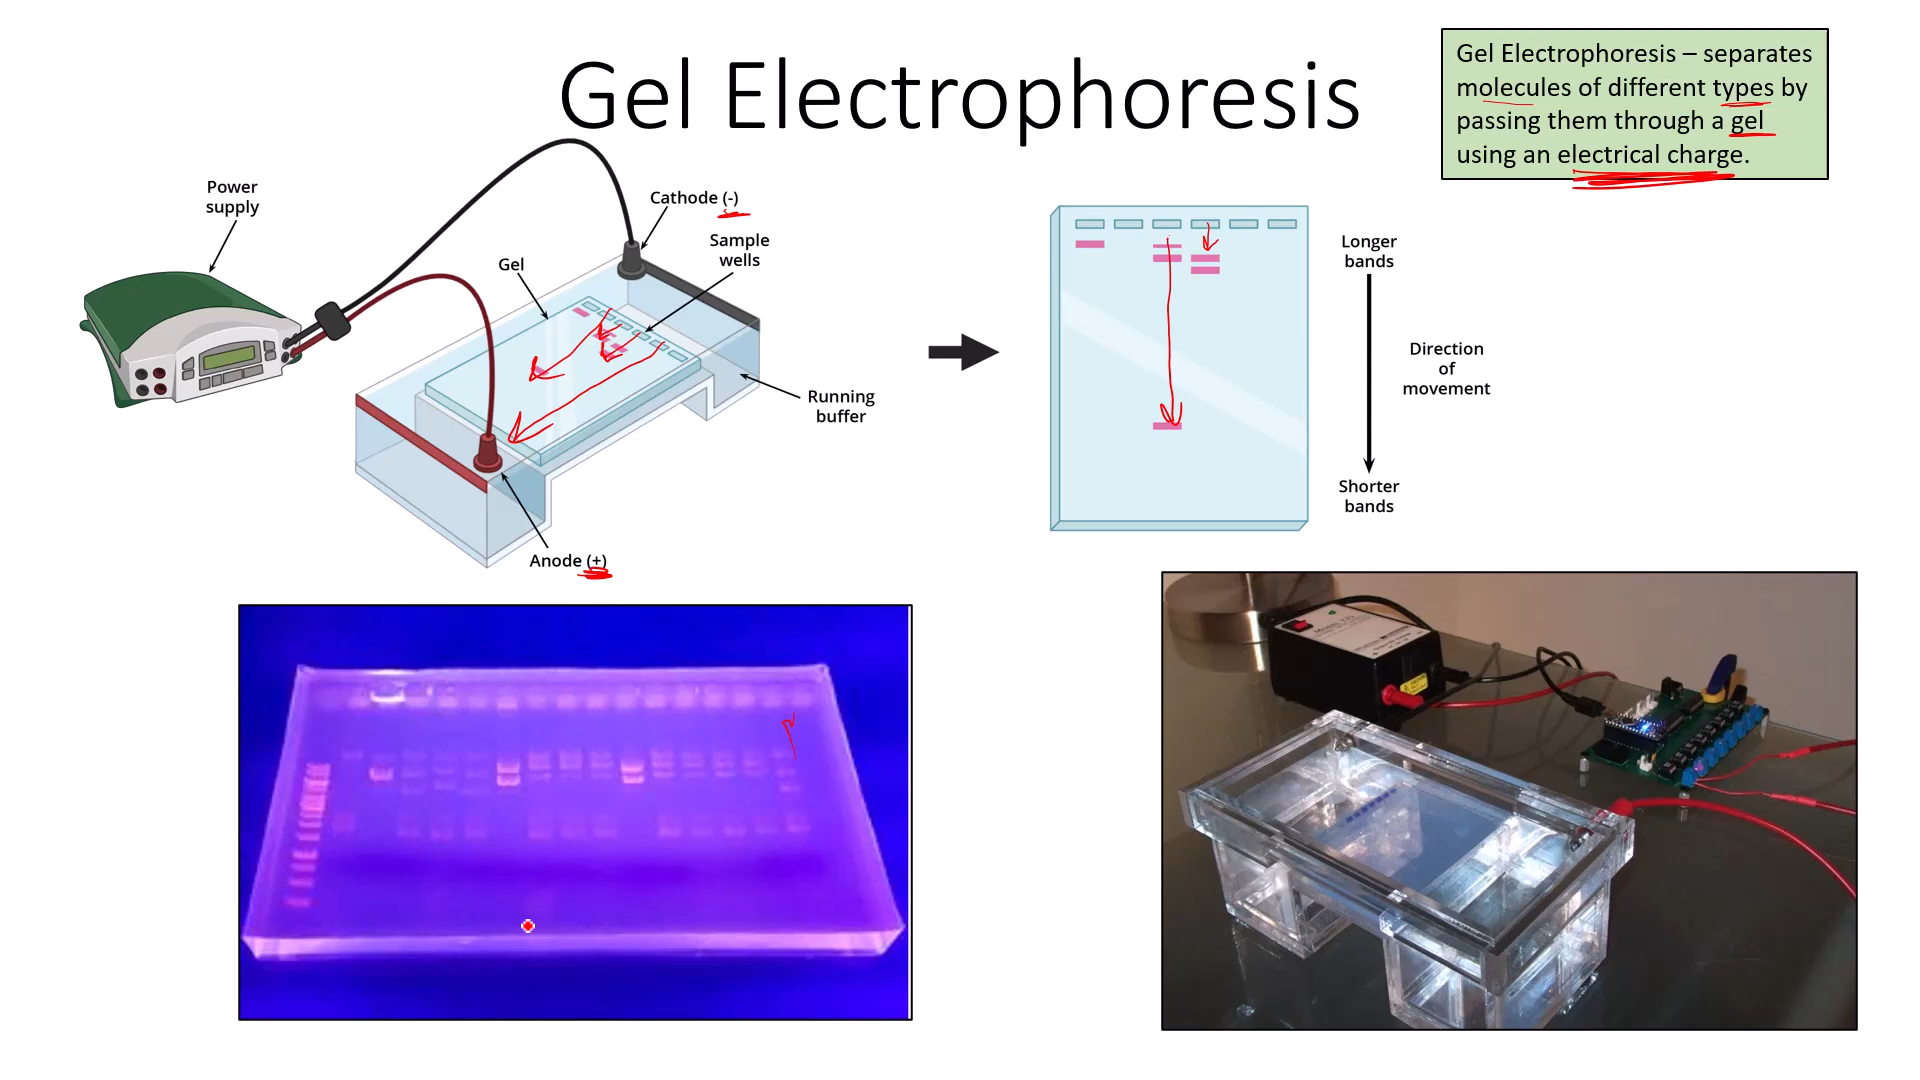 Gel Electrophoresis
Gel Electrophoresis – separates
molecules of different types by
passing them through a gel
using an electrical charge.
Power
supply
Cathode (-)
Sample
wells
Gel
Running
buffer
Anode (+)
Longer
bands
Direction
of
movement
Shorter
bands